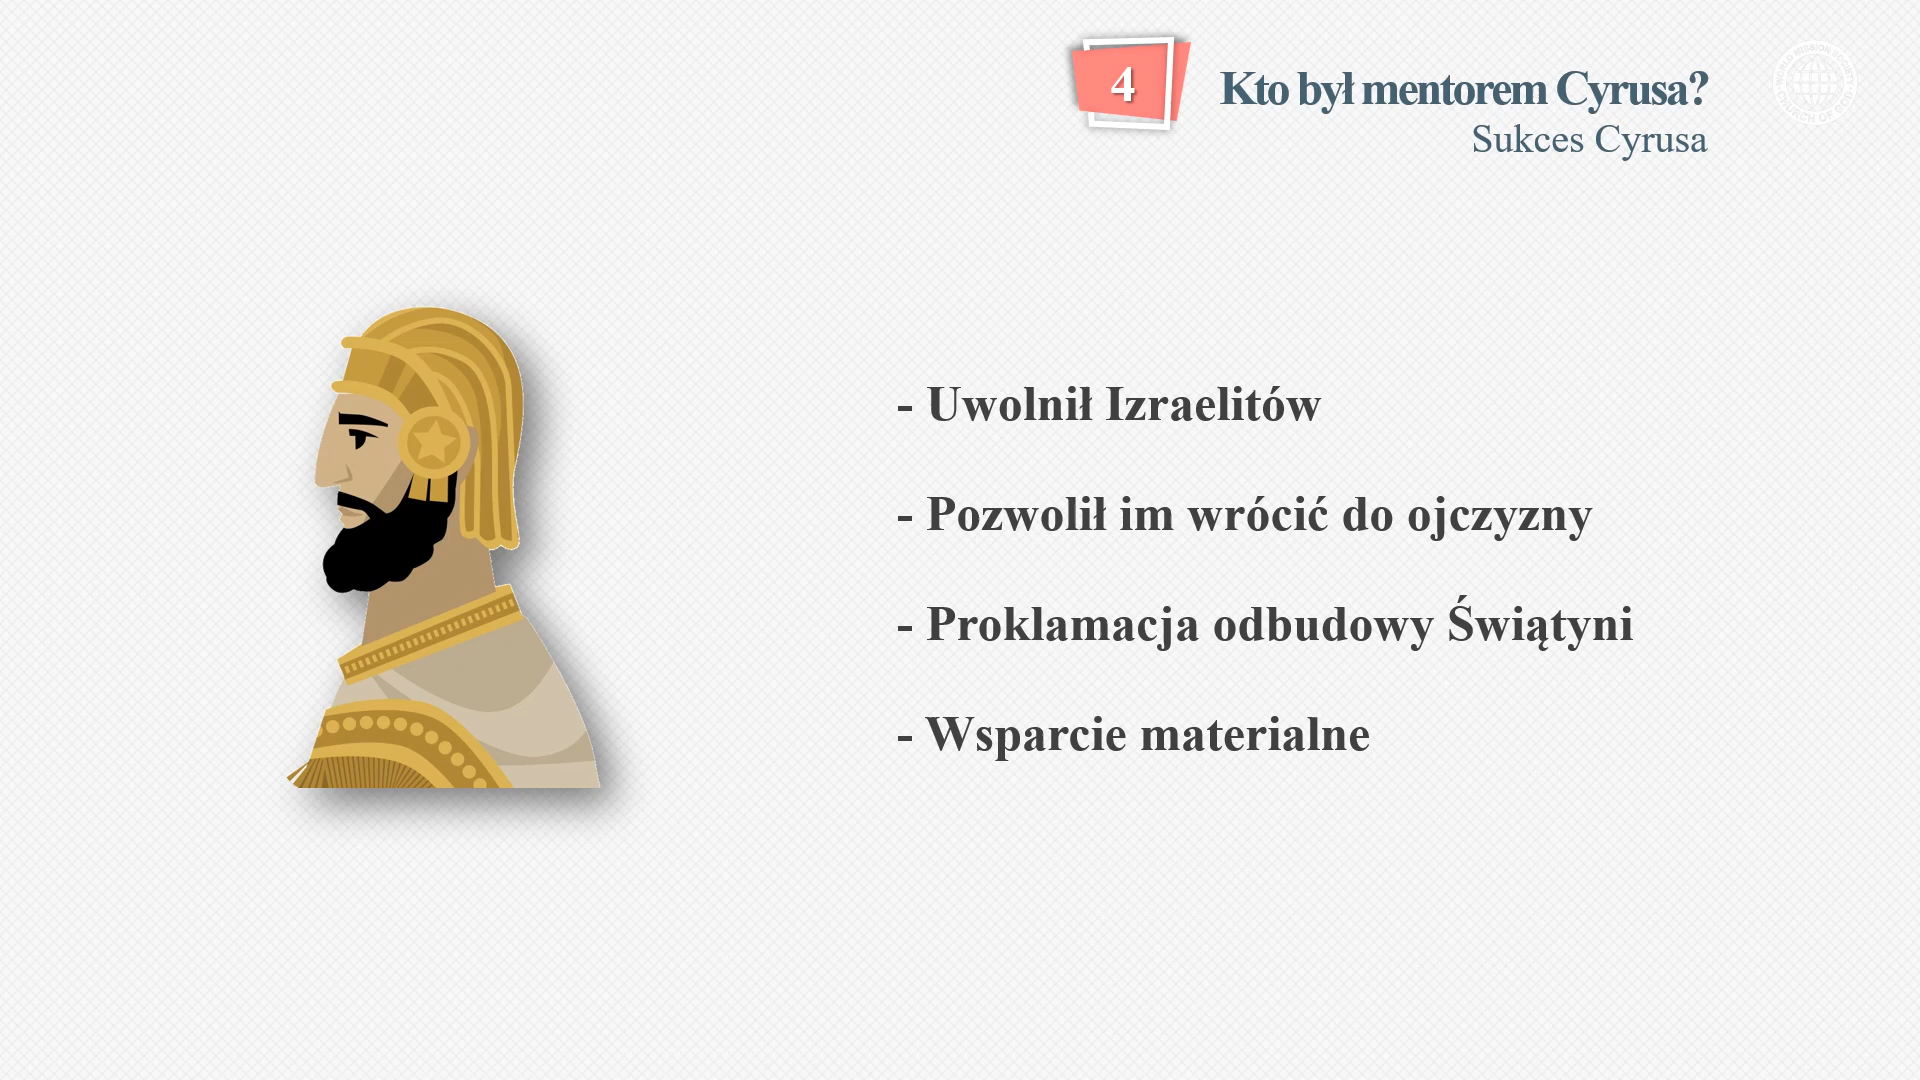 4
Kto był mentorem Cyrusa?
Sukces Cyrusa
- Uwolnił Izraelitów
- Pozwolił im wrócić do ojczyzny
- Proklamacja odbudowy Świątyni
- Wsparcie materialne